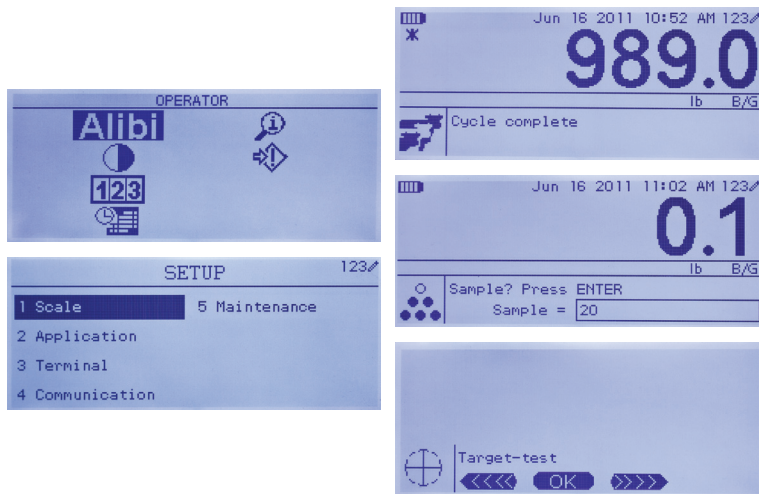 OPERATOR
Alibi
123
SETUP 123
1 Scale 5 Maintenance
2 Application
3 Terminal
4 Communication
Jun 16 2011 10:52 AM 123
989.0
lb B/G
Cycle complete
Jun 16 2011 11:02 AM 123
0.1
lb B/G
Sample? Press ENTER
Sample = 20
Target-test
<<<< OK >>>>